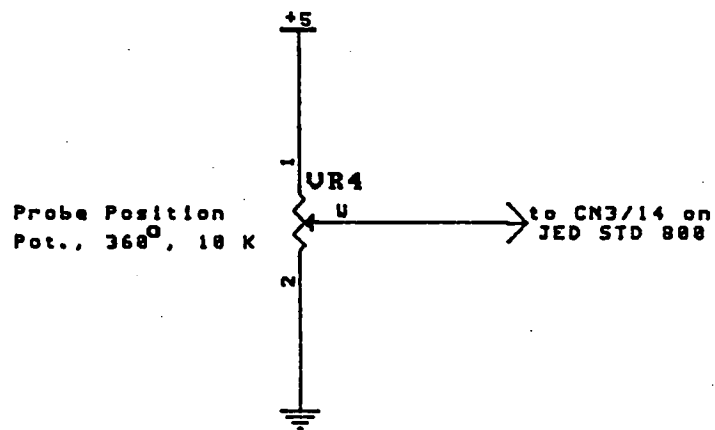 +5
1
VR4
W
Probe Position
Pot., 360°, 10 K
to CN3/14 on
JED STD 800
2